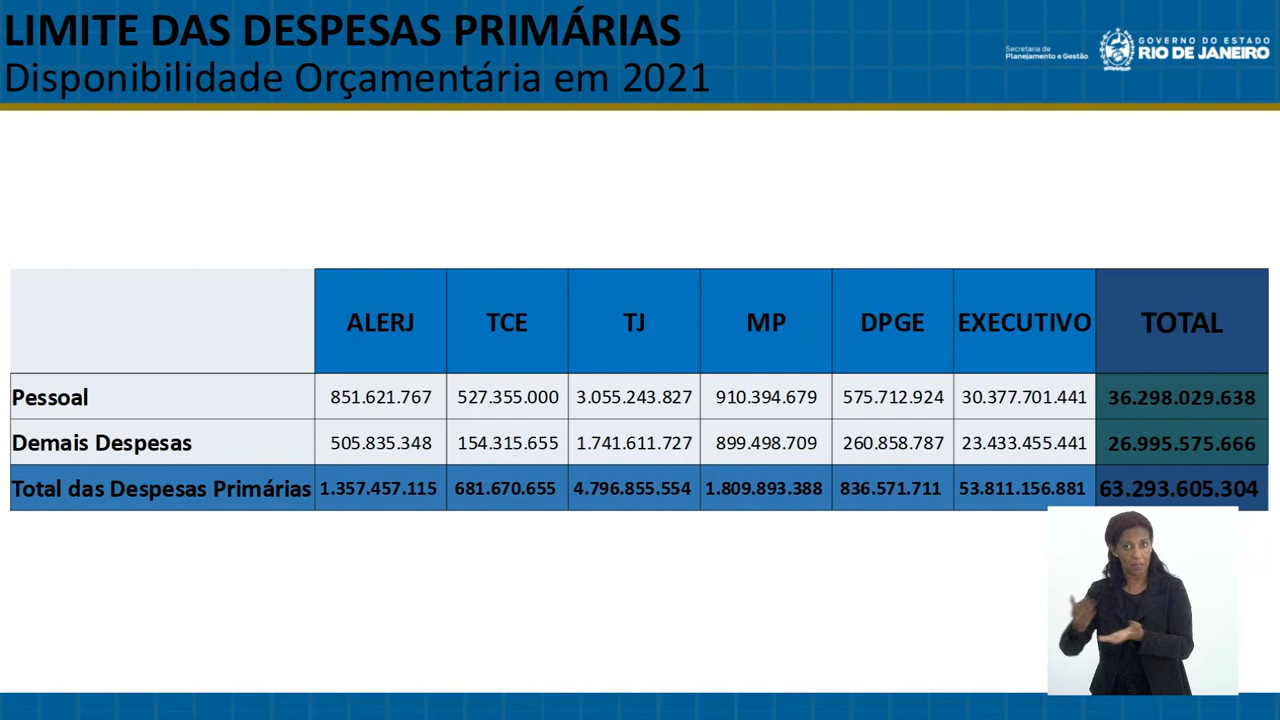 LIMITE DAS DESPESAS PRIMÁRIAS
Disponibilidade Orçamentária em 2021
Secretaria de
Planejamento e Gestão
GOVERNO DO ESTADO
RIO DE JANEIRO
ALERJ TCE TJ MP DPGE EXECUTIVO TOTAL
Pessoal 851.621.767 527.355.000 3.055.243.827 910.394.679 575.712.924 30.377.701.441 36.298.029.638
Demais Despesas 505.835.348 154.315.655 1.741.611.727 899.498.709 260.858.787 23.433.455.441 26.995.575.666
Total das Despesas Primárias 1.357.457.115 681.670.655 4.796.855.554 1.809.893.388 836.571.711 53.811.156.881 63.293.605.304